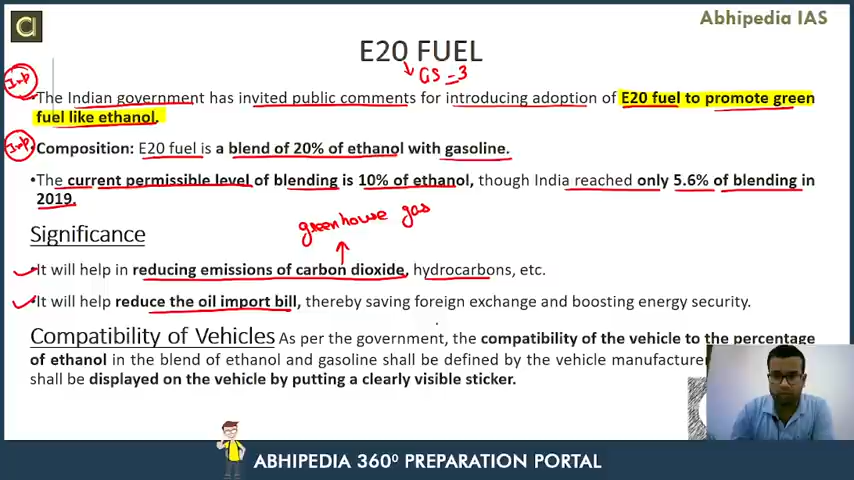 Abhipedia IAS
E20 FUEL
GS-3
Imp
The Indian government has invited public comments for introducing adoption of E20 fuel to promote green
fuel like ethanol.
Imp
Composition: E20 fuel is a blend of 20% of ethanol with gasoline.
The current permissible level of blending is 10% of ethanol, though India reached only 5.6% of blending in
2019.
greenhouse gas
Significance
It will help in reducing emissions of carbon dioxide, hydrocarbons, etc.
It will help reduce the oil import bill, thereby saving foreign exchange and boosting energy security.
Compatibility of Vehicles As per the government, the compatibility of the vehicle to the percentage
of ethanol in the blend of ethanol and gasoline shall be defined by the vehicle manufacturer
shall be displayed on the vehicle by putting a clearly visible sticker.
ABHIPEDIA 360⁰ PREPARATION PORTAL